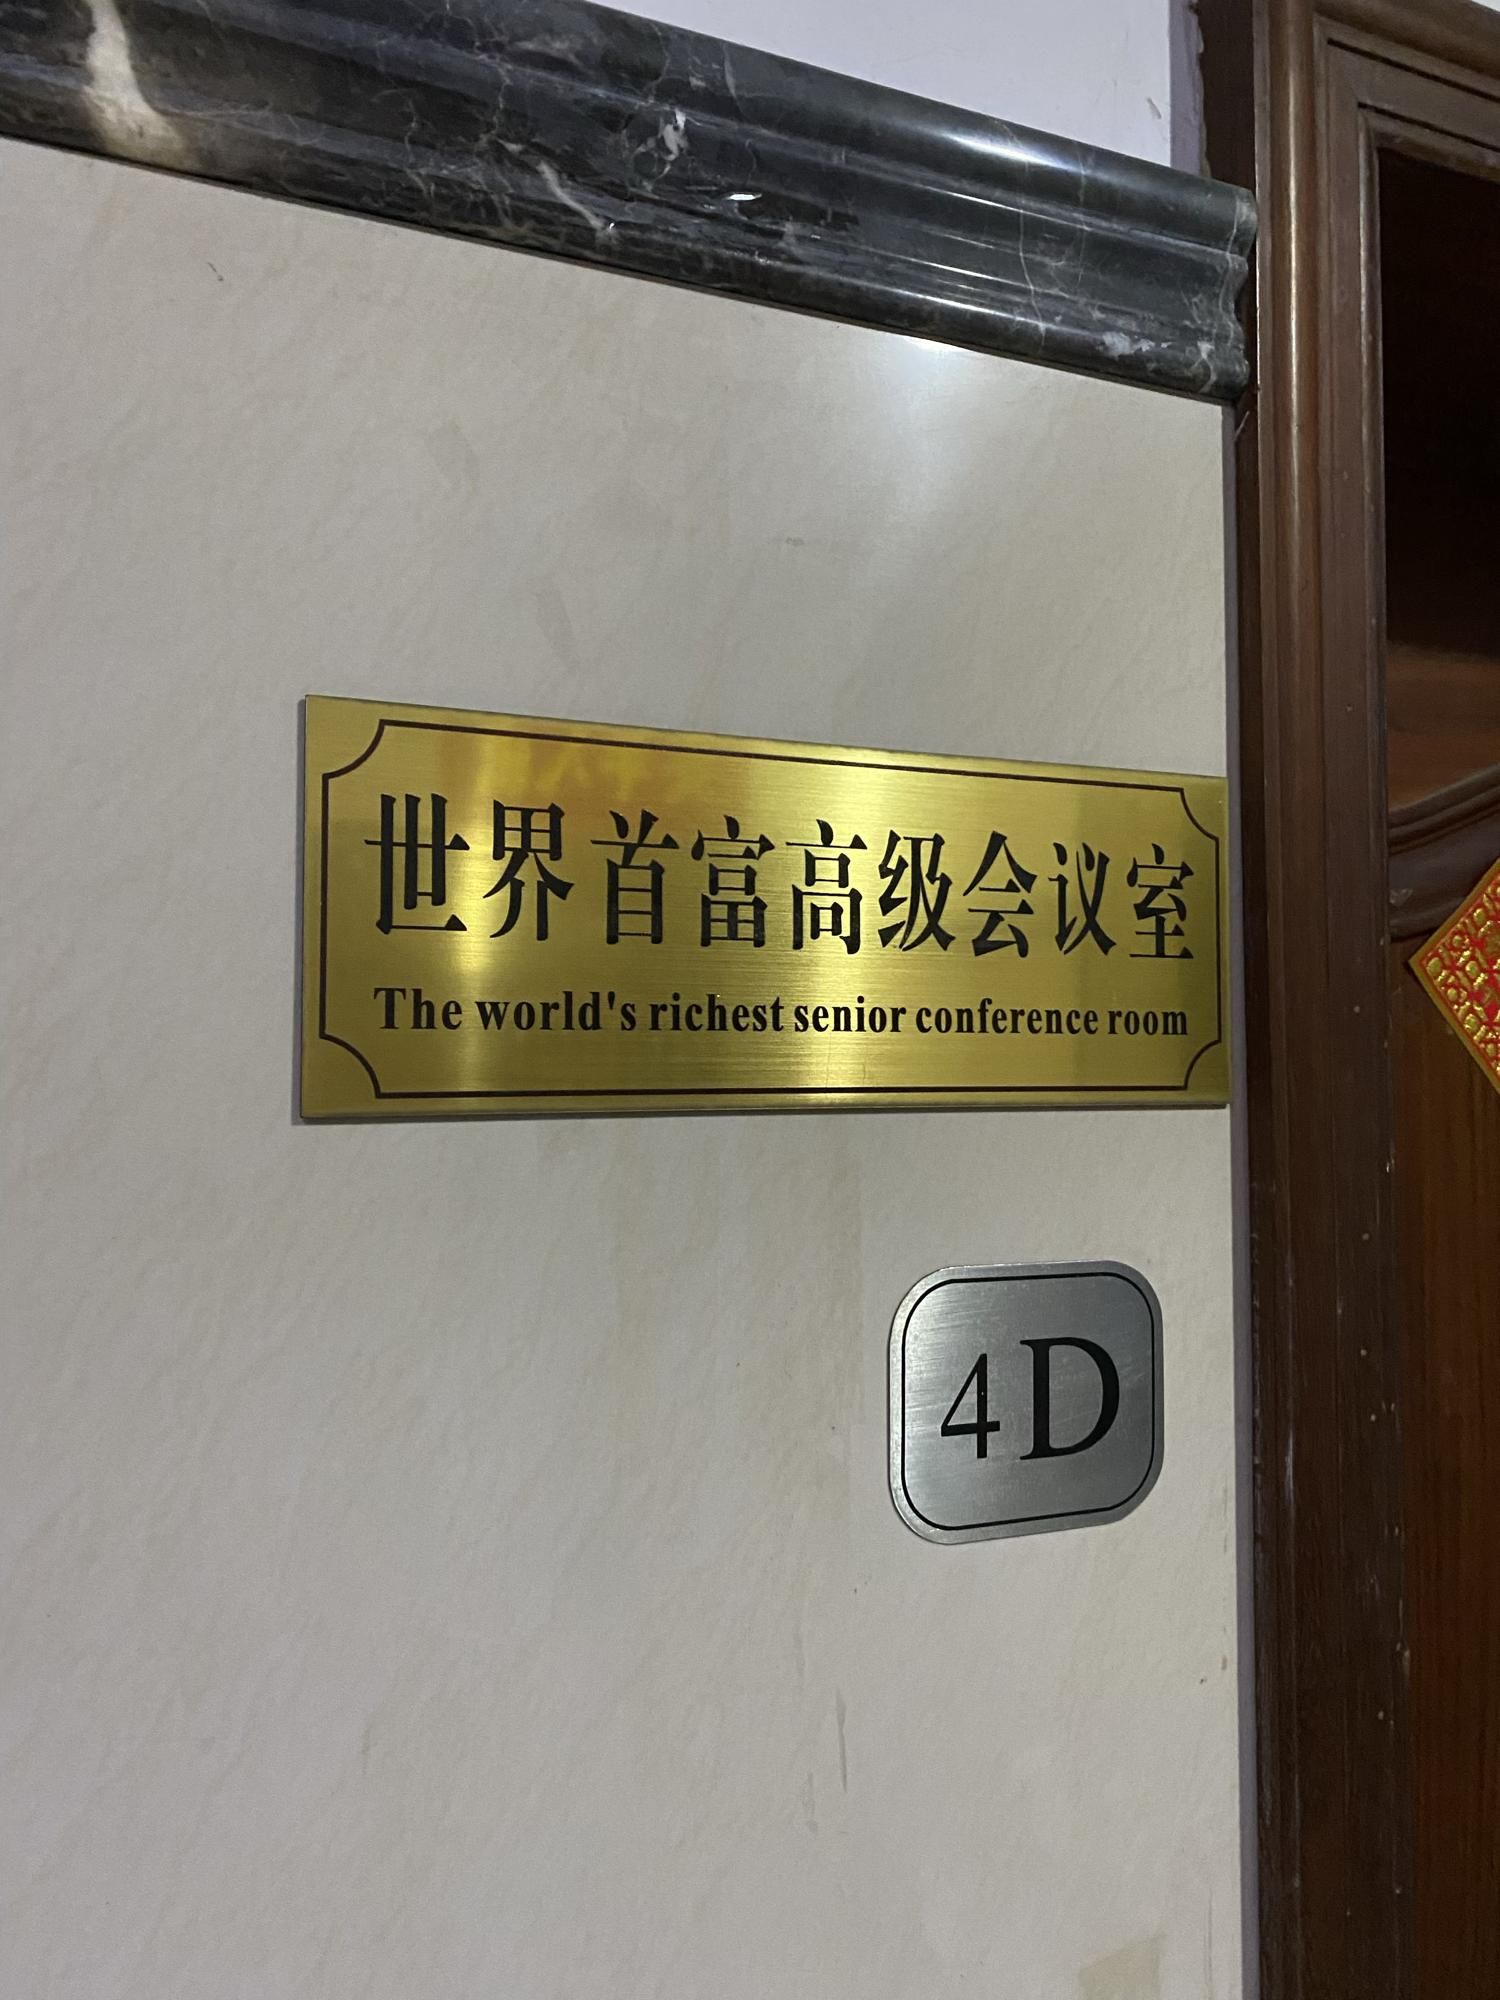 世界首富高级会议室
The world's richest senior conference room
4D